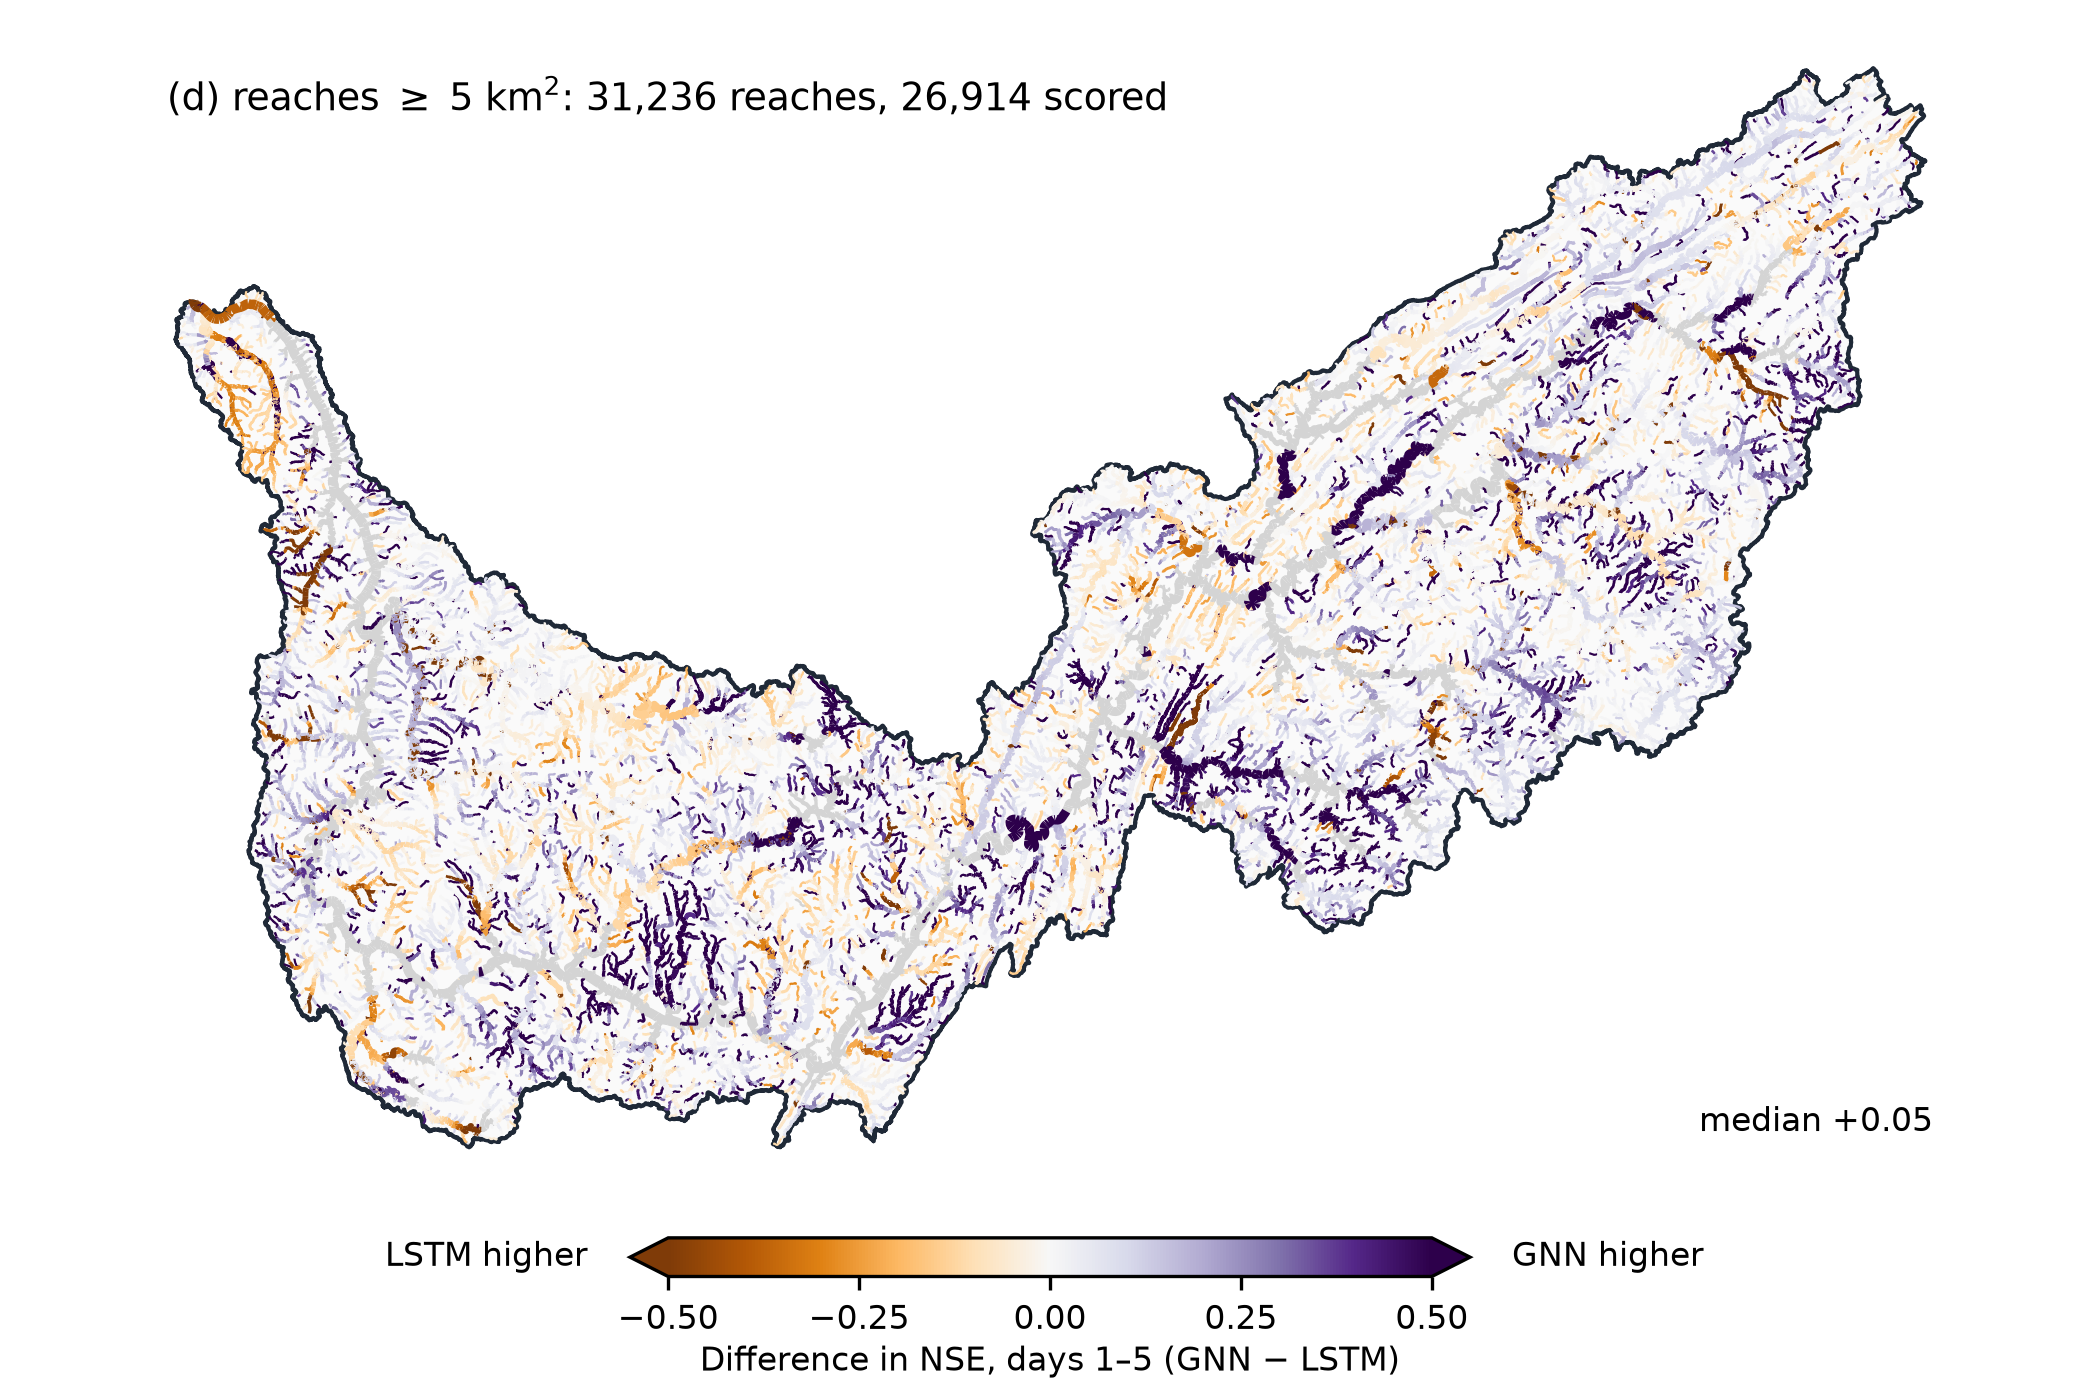 (d) reaches ≥ 5 km²: 31,236 reaches, 26,914 scored
median +0.05
LSTM higher
GNN higher
−0.50 −0.25 0.00 0.25 0.50
Difference in NSE, days 1–5 (GNN − LSTM)